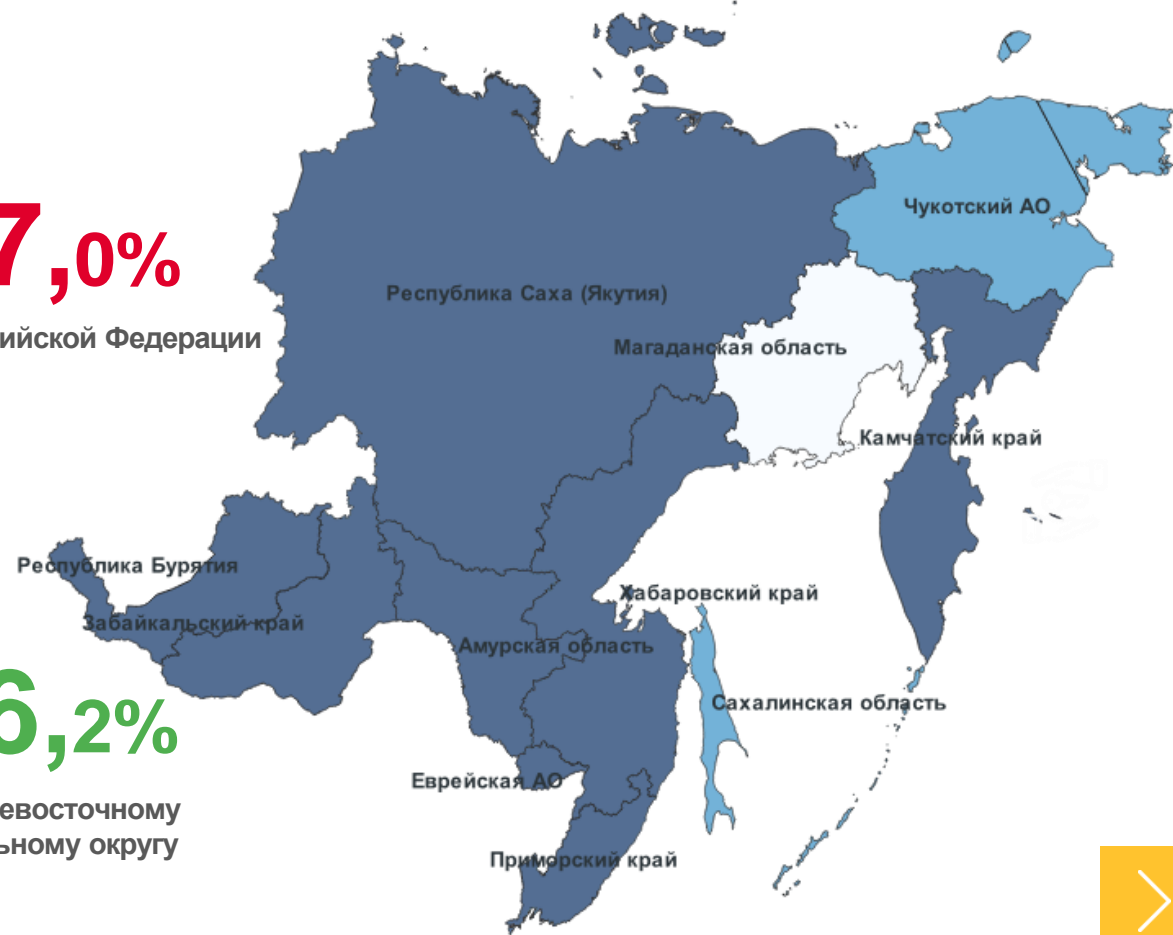 Чукотский АО
7,0%
Республика Саха (Якутия)
ийской Федерации
Магаданская область
Камчатский край
Республика Бурятия
Хабаровский край
Забайкальский край
Амурская область
6,2%
Сахалинская область
Еврейская АО
евосточному
ьному округу
Приморский край